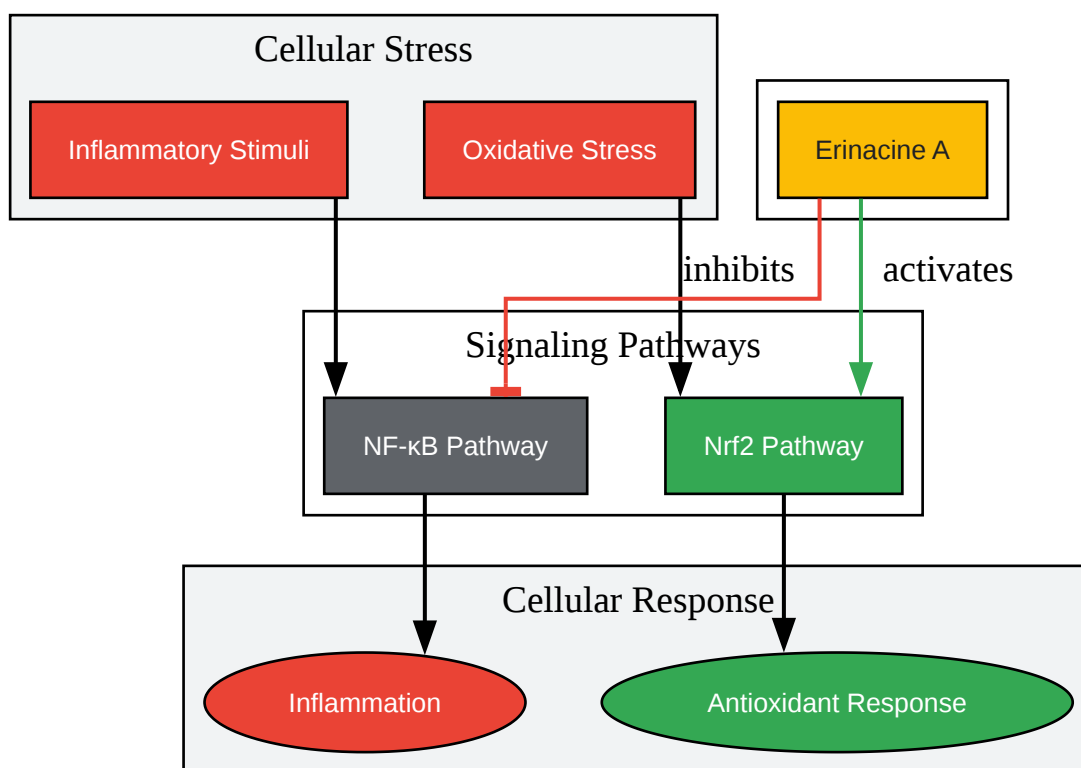 Cellular Stress
Inflammatory Stimuli
Oxidative Stress
Erinacine A
inhibits
activates
Signaling Pathways
NF-κB Pathway
Nrf2 Pathway
Cellular Response
Inflammation
Antioxidant Response